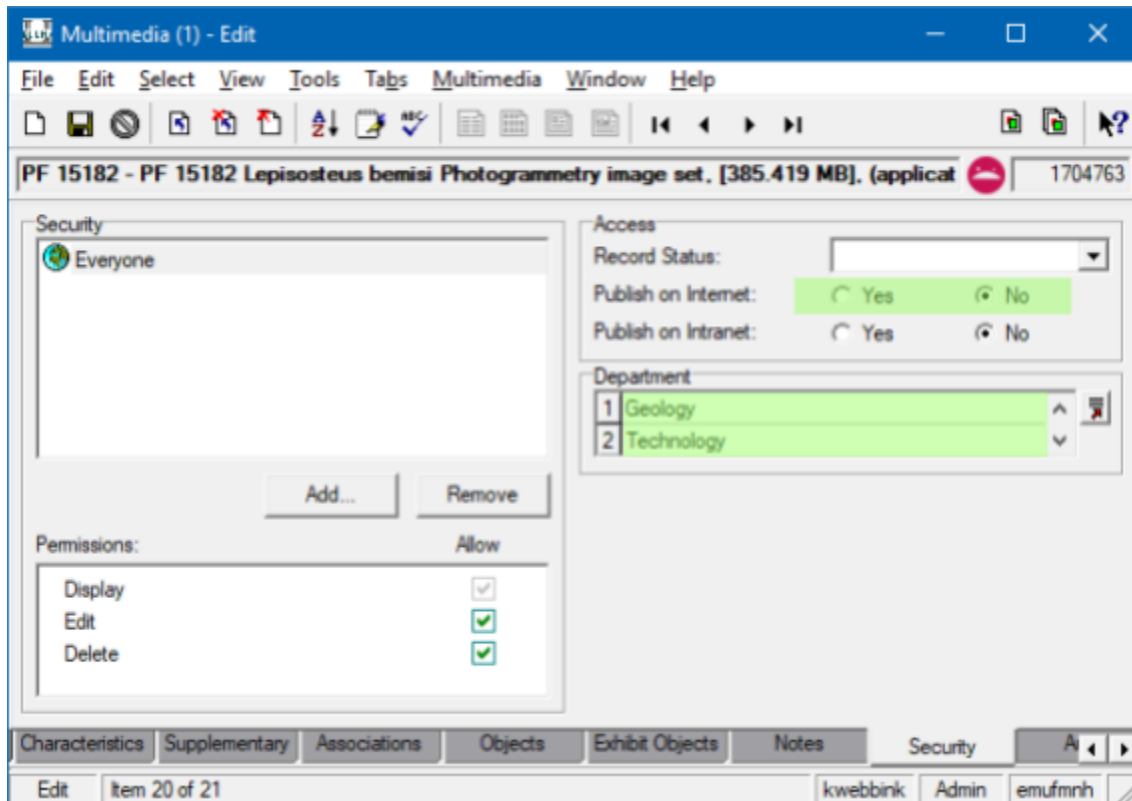 Multimedia (1) - Edit
File Edit Select View Tools Tabs Multimedia Window Help
PF 15182 - PF 15182 Lepisosteus bemisi Photogrammetry image set, [385.419 MB], (applicat 1704763
Security
Everyone
Add... Remove
Permissions: Allow
Display
Edit
Delete
Access
Record Status:
Publish on Internet: Yes No
Publish on Intranet: Yes No
Department
1 Geology
2 Technology
Characteristics Supplementary Associations Objects Exhibit Objects Notes Security
Edit Item 20 of 21 kwebbink Admin emufmnh